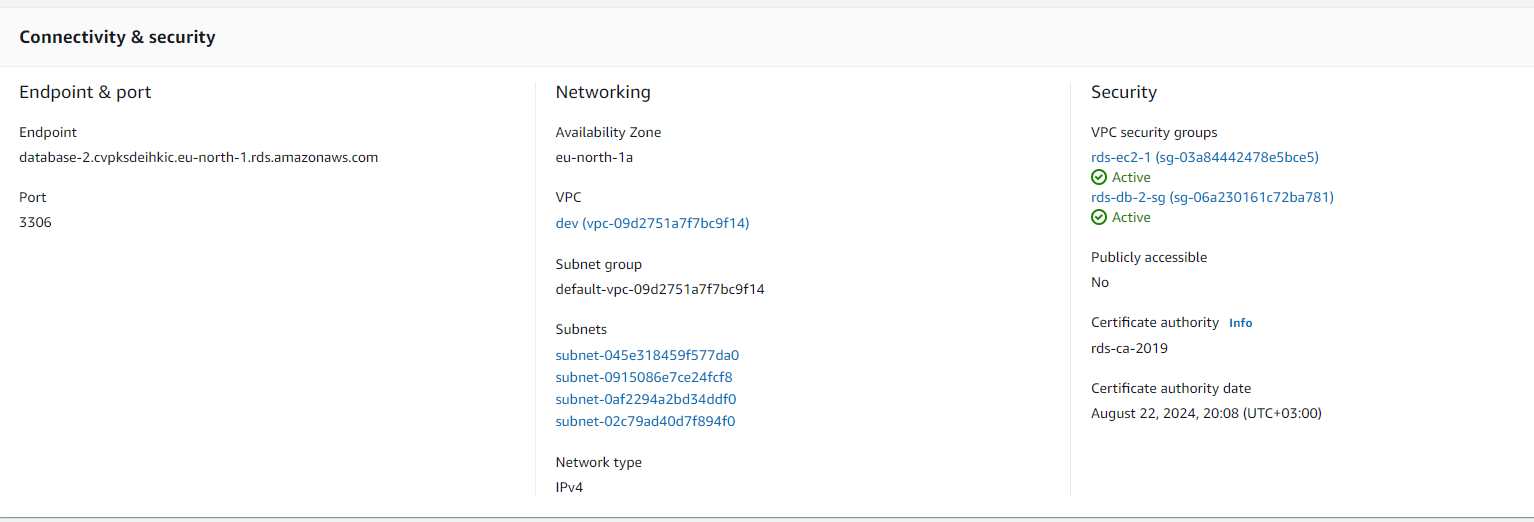 Connectivity & security
Endpoint & port
Endpoint
database-2.cvpksdeihkic.eu-north-1.rds.amazonaws.com
Port
3306
Networking
Availability Zone
eu-north-1a
VPC
dev (vpc-09d2751a7f7bc9f14)
Subnet group
default-vpc-09d2751a7f7bc9f14
Subnets
subnet-045e318459f577da0
subnet-0915086e7ce24fcf8
subnet-0af2294a2bd34ddf0
subnet-02c79ad40d7f894f0
Network type
IPv4
Security
VPC security groups
rds-ec2-1 (sg-03a84442478e5bce5)
Active
rds-db-2-sg (sg-06a230161c72ba781)
Active
Publicly accessible
No
Certificate authority Info
rds-ca-2019
Certificate authority date
August 22, 2024, 20:08 (UTC+03:00)